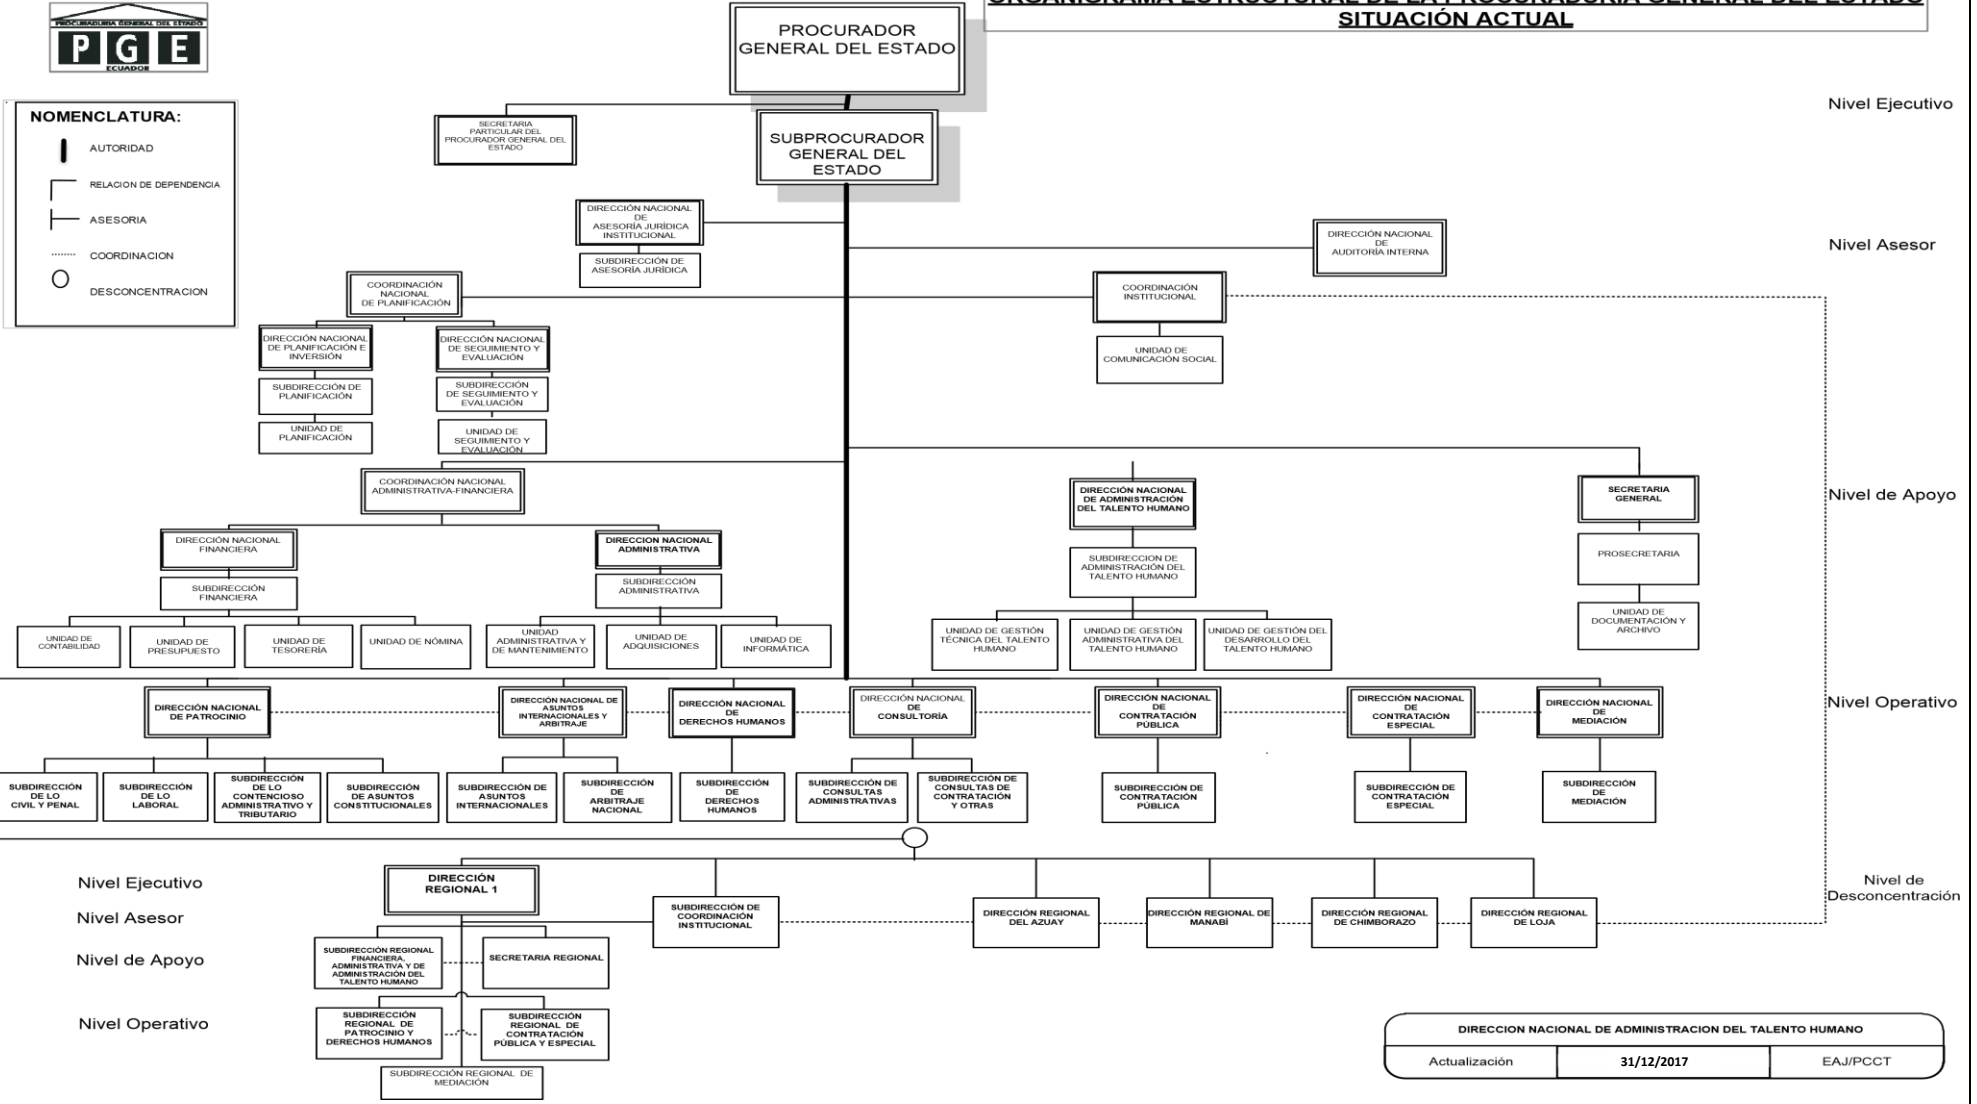 PROCURADURIA GENERAL DEL ESTADO
P G E
ECUADOR
ORGANIGRAMA ESTRUCTURAL DE LA PROCURADURIA GENERAL DEL ESTADO
SITUACIÓN ACTUAL
PROCURADOR
GENERAL DEL ESTADO
Nivel Ejecutivo
SECRETARIA
PARTICULAR DEL
PROCURADOR GENERAL DEL
ESTADO
SUBPROCURADOR
GENERAL DEL
ESTADO
NOMENCLATURA:
AUTORIDAD
RELACION DE DEPENDENCIA
ASESORIA
COORDINACION
DESCONCENTRACION
DIRECCIÓN NACIONAL
DE
ASESORÍA JURÍDICA
INSTITUCIONAL
SUBDIRECCIÓN DE
ASESORÍA JURÍDICA
DIRECCIÓN NACIONAL
DE
AUDITORÍA INTERNA
Nivel Asesor
COORDINACIÓN
NACIONAL
DE PLANIFICACIÓN
COORDINACIÓN
INSTITUCIONAL
DIRECCIÓN NACIONAL
DE PLANIFICACIÓN E
INVERSIÓN
DIRECCIÓN NACIONAL
DE SEGUIMIENTO Y
EVALUACIÓN
UNIDAD DE
COMUNICACIÓN SOCIAL
SUBDIRECCIÓN DE
PLANIFICACIÓN
SUBDIRECCIÓN
DE SEGUIMIENTO Y
EVALUACIÓN
UNIDAD DE
PLANIFICACIÓN
UNIDAD DE
SEGUIMIENTO Y
EVALUACIÓN
COORDINACIÓN NACIONAL
ADMINISTRATIVA-FINANCIERA
DIRECCIÓN NACIONAL
DE ADMINISTRACIÓN
DEL TALENTO HUMANO
SECRETARIA
GENERAL
Nivel de Apoyo
DIRECCIÓN NACIONAL
FINANCIERA
DIRECCION NACIONAL
ADMINISTRATIVA
SUBDIRECCION DE
ADMINISTRACIÓN DEL
TALENTO HUMANO
PROSECRETARIA
SUBDIRECCIÓN
FINANCIERA
SUBDIRECCIÓN
ADMINISTRATIVA
UNIDAD DE
CONTABILIDAD
UNIDAD DE
PRESUPUESTO
UNIDAD DE
TESORERÍA
UNIDAD DE NÓMINA
UNIDAD
ADMINISTRATIVA Y
DE MANTENIMIENTO
UNIDAD DE
ADQUISICIONES
UNIDAD DE
INFORMÁTICA
UNIDAD DE GESTIÓN
TÉCNICA DEL TALENTO
HUMANO
UNIDAD DE GESTIÓN
ADMINISTRATIVA DEL
TALENTO HUMANO
UNIDAD DE GESTIÓN DEL
DESARROLLO DEL
TALENTO HUMANO
UNIDAD DE
DOCUMENTACIÓN Y
ARCHIVO
DIRECCIÓN NACIONAL
DE PATROCINIO
DIRECCIÓN NACIONAL DE
ASUNTOS
INTERNACIONALES Y
ARBITRAJE
DIRECCIÓN NACIONAL
DE
DERECHOS HUMANOS
DIRECCIÓN NACIONAL
DE
CONSULTORÍA
DIRECCIÓN NACIONAL
DE
CONTRATACIÓN
PÚBLICA
DIRECCIÓN NACIONAL
DE
CONTRATACIÓN
ESPECIAL
DIRECCIÓN NACIONAL
DE
MEDIACIÓN
Nivel Operativo
SUBDIRECCIÓN
DE LO
CIVIL Y PENAL
SUBDIRECCIÓN
DE LO
LABORAL
SUBDIRECCIÓN
DE LO
CONTENCIOSO
ADMINISTRATIVO Y
TRIBUTARIO
SUBDIRECCIÓN
DE ASUNTOS
CONSTITUCIONALES
SUBDIRECCIÓN DE
ASUNTOS
INTERNACIONALES
SUBDIRECCIÓN
DE
ARBITRAJE
NACIONAL
SUBDIRECCIÓN
DE
DERECHOS
HUMANOS
SUBDIRECCIÓN DE
CONSULTAS
ADMINISTRATIVAS
SUBDIRECCIÓN DE
CONSULTAS DE
CONTRATACIÓN
Y OTRAS
SUBDIRECCIÓN DE
CONTRATACIÓN
PÚBLICA
SUBDIRECCIÓN DE
CONTRATACIÓN
ESPECIAL
SUBDIRECCIÓN
DE
MEDIACIÓN
Nivel Ejecutivo
DIRECCIÓN
REGIONAL 1
Nivel de
Desconcentración
Nivel Asesor
SUBDIRECCIÓN DE
COORDINACIÓN
INSTITUCIONAL
DIRECCIÓN REGIONAL
DEL AZUAY
DIRECCIÓN REGIONAL DE
MANABÍ
DIRECCIÓN REGIONAL
DE CHIMBORAZO
DIRECCIÓN REGIONAL
DE LOJA
Nivel de Apoyo
SUBDIRECCIÓN REGIONAL
FINANCIERA,
ADMINISTRATIVA Y DE
ADMINISTRACIÓN DEL
TALENTO HUMANO
SECRETARIA REGIONAL
Nivel Operativo
SUBDIRECCIÓN
REGIONAL DE
PATROCINIO Y
DERECHOS HUMANOS
SUBDIRECCIÓN
REGIONAL DE
CONTRATACIÓN
PÚBLICA Y ESPECIAL
SUBDIRECCIÓN REGIONAL DE
MEDIACIÓN
DIRECCION NACIONAL DE ADMINISTRACION DEL TALENTO HUMANO
Actualización 31/12/2017 EAJ/PCCT